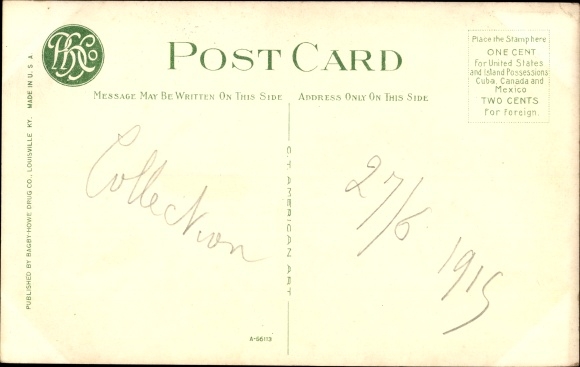 POST CARD
MESSAGE MAY BE WRITTEN ON THIS SIDE
ADDRESS ONLY ON THIS SIDE
Place the Stamp here
ONE CENT
for United States
and Island Possessions
Cuba, Canada and
Mexico
TWO CENTS
For Foreign.
Collection
27/6 1915
C.T. AMERICAN ART
PUBLISHED BY BAGBY-HOWE DRUG CO., LOUISVILLE KY. MADE IN U.S.A.
A-56113